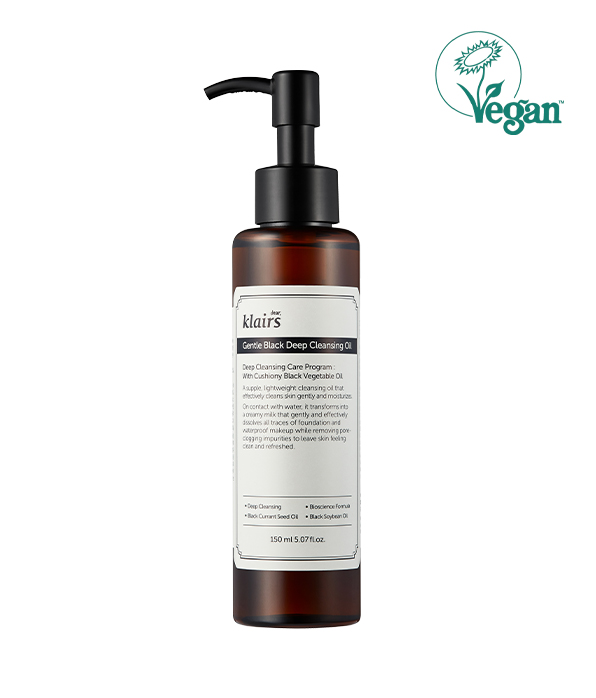 Vegan™
dear,
klairs
Gentle Black Deep Cleansing Oil
Deep Cleansing Care Program :
With Cushiony Black Vegetable Oil
A supple, lightweight cleansing oil that
effectively cleans skin gently and moisturizes.
On contact with water, it transforms into
a creamy milk that gently and effectively
dissolves all traces of foundation and
waterproof makeup while removing pore-
clogging impurities to leave skin feeling
clean and refreshed.
• Deep Cleansing • Bioscience Formula
• Black Currant Seed Oil • Black Soybean Oil
150 ml 5.07 fl.oz.